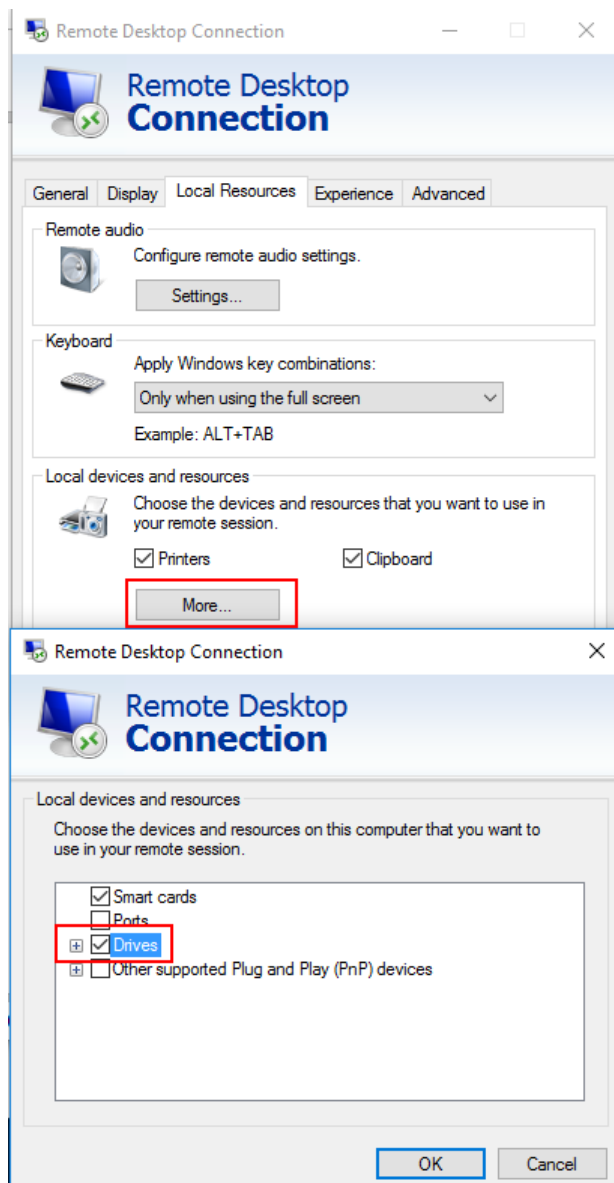 Remote Desktop Connection
Remote Desktop
Connection
General Display Local Resources Experience Advanced
Remote audio
Configure remote audio settings.
Settings...
Keyboard
Apply Windows key combinations:
Only when using the full screen
Example: ALT+TAB
Local devices and resources
Choose the devices and resources that you want to use in
your remote session.
Printers Clipboard
More...
Remote Desktop Connection
Remote Desktop
Connection
Local devices and resources
Choose the devices and resources on this computer that you want to
use in your remote session.
Smart cards
Ports
Drives
Other supported Plug and Play (PnP) devices
OK Cancel